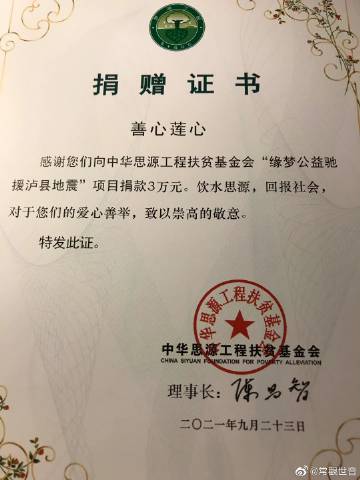 捐赠证书
善心莲心
感谢您们向中华思源工程扶贫基金会“缘梦公益驰
援泸县地震”项目捐款3万元。饮水思源，回报社会，
对于您们的爱心善举，致以崇高的敬意。
特发此证。
中华思源工程扶贫基金会
中华思源工程扶贫基金会
CHINA SIYUAN FOUNDATION FOR POVERTY ALLEVIATION
理事长：陈昌智
二〇二一年九月二十三日
@常觀世音